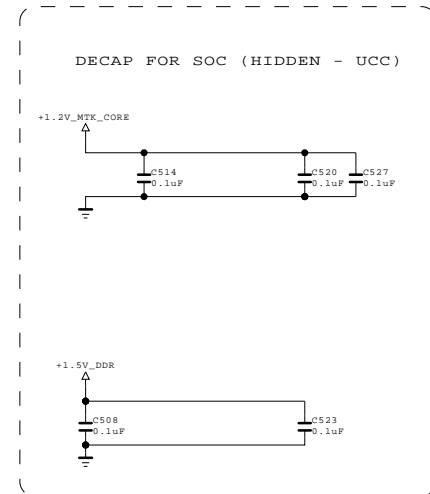 DECAP FOR SOC (HIDDEN - UCC)
+1.2V_MTK_CORE
C514 C520 C527
0.1uF 0.1uF 0.1uF
+1.5V_DDR
C508 C523
0.1uF 0.1uF